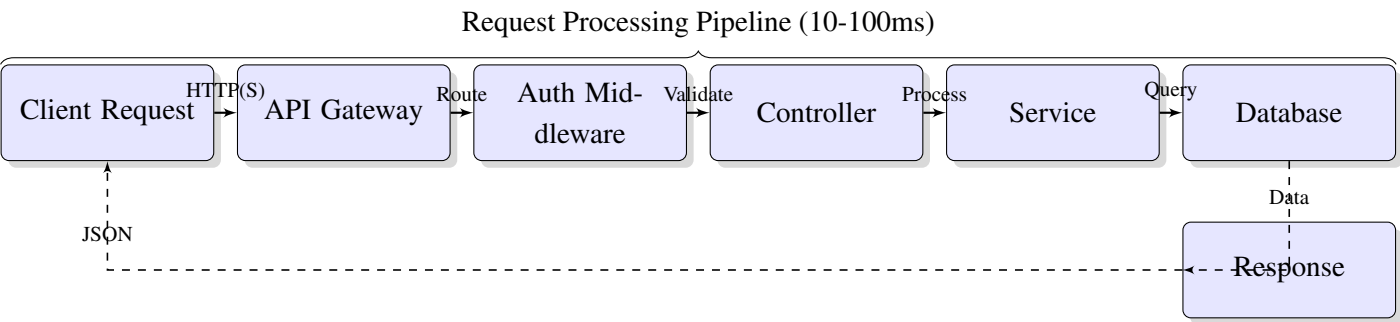 Request Processing Pipeline (10-100ms)
Client Request
HTTP(S)
API Gateway
Route
Auth Mid-
dleware
Validate
Controller
Process
Service
Query
Database
Data
JSON
Response